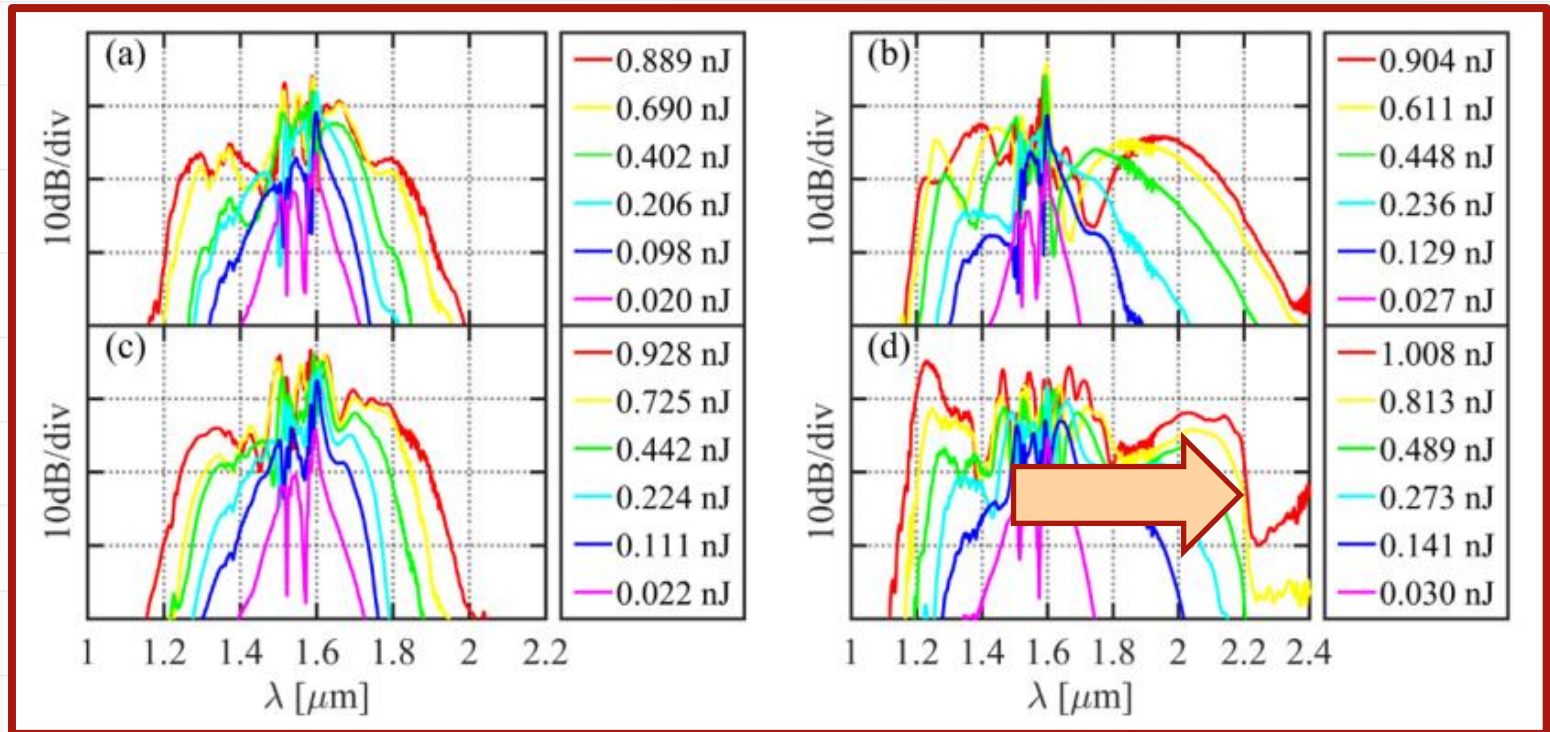 (a)
10dB/div
0.889 nJ
0.690 nJ
0.402 nJ
0.206 nJ
0.098 nJ
0.020 nJ
(b)
10dB/div
0.904 nJ
0.611 nJ
0.448 nJ
0.236 nJ
0.129 nJ
0.027 nJ
(c)
10dB/div
0.928 nJ
0.725 nJ
0.442 nJ
0.224 nJ
0.111 nJ
0.022 nJ
1 1.2 1.4 1.6 1.8 2 2.2
λ [μm]
(d)
10dB/div
1.008 nJ
0.813 nJ
0.489 nJ
0.273 nJ
0.141 nJ
0.030 nJ
1 1.2 1.4 1.6 1.8 2 2.2 2.4
λ [μm]